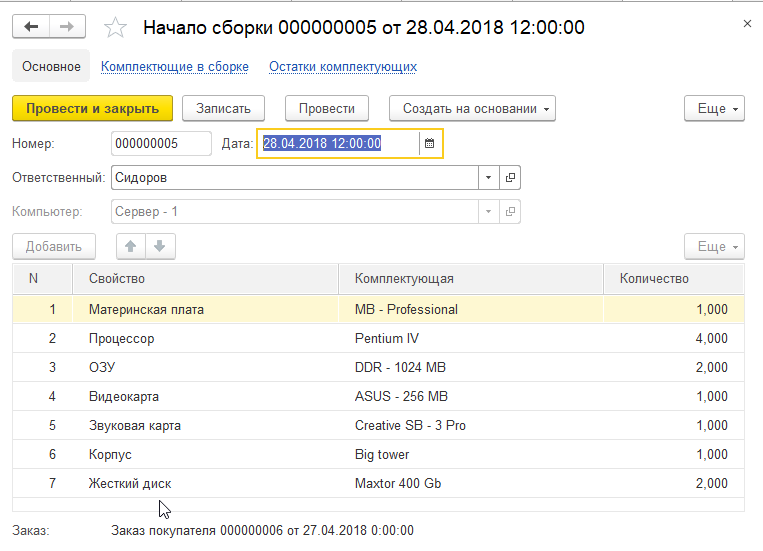 Начало сборки 000000005 от 28.04.2018 12:00:00
Основное Комплектющие в сборке Остатки комплектующих
Провести и закрыть Записать Провести Создать на основании Еще
Номер: 000000005 Дата: 28.04.2018 12:00:00
Ответственный: Сидоров
Компьютер: Сервер - 1
Добавить Еще
N Свойство Комплектующая Количество
1 Материнская плата MB - Professional 1,000
2 Процессор Pentium IV 4,000
3 ОЗУ DDR - 1024 MB 2,000
4 Видеокарта ASUS - 256 MB 1,000
5 Звуковая карта Creative SB - 3 Pro 1,000
6 Корпус Big tower 1,000
7 Жесткий диск Maxtor 400 Gb 2,000
Заказ: Заказ покупателя 000000006 от 27.04.2018 0:00:00